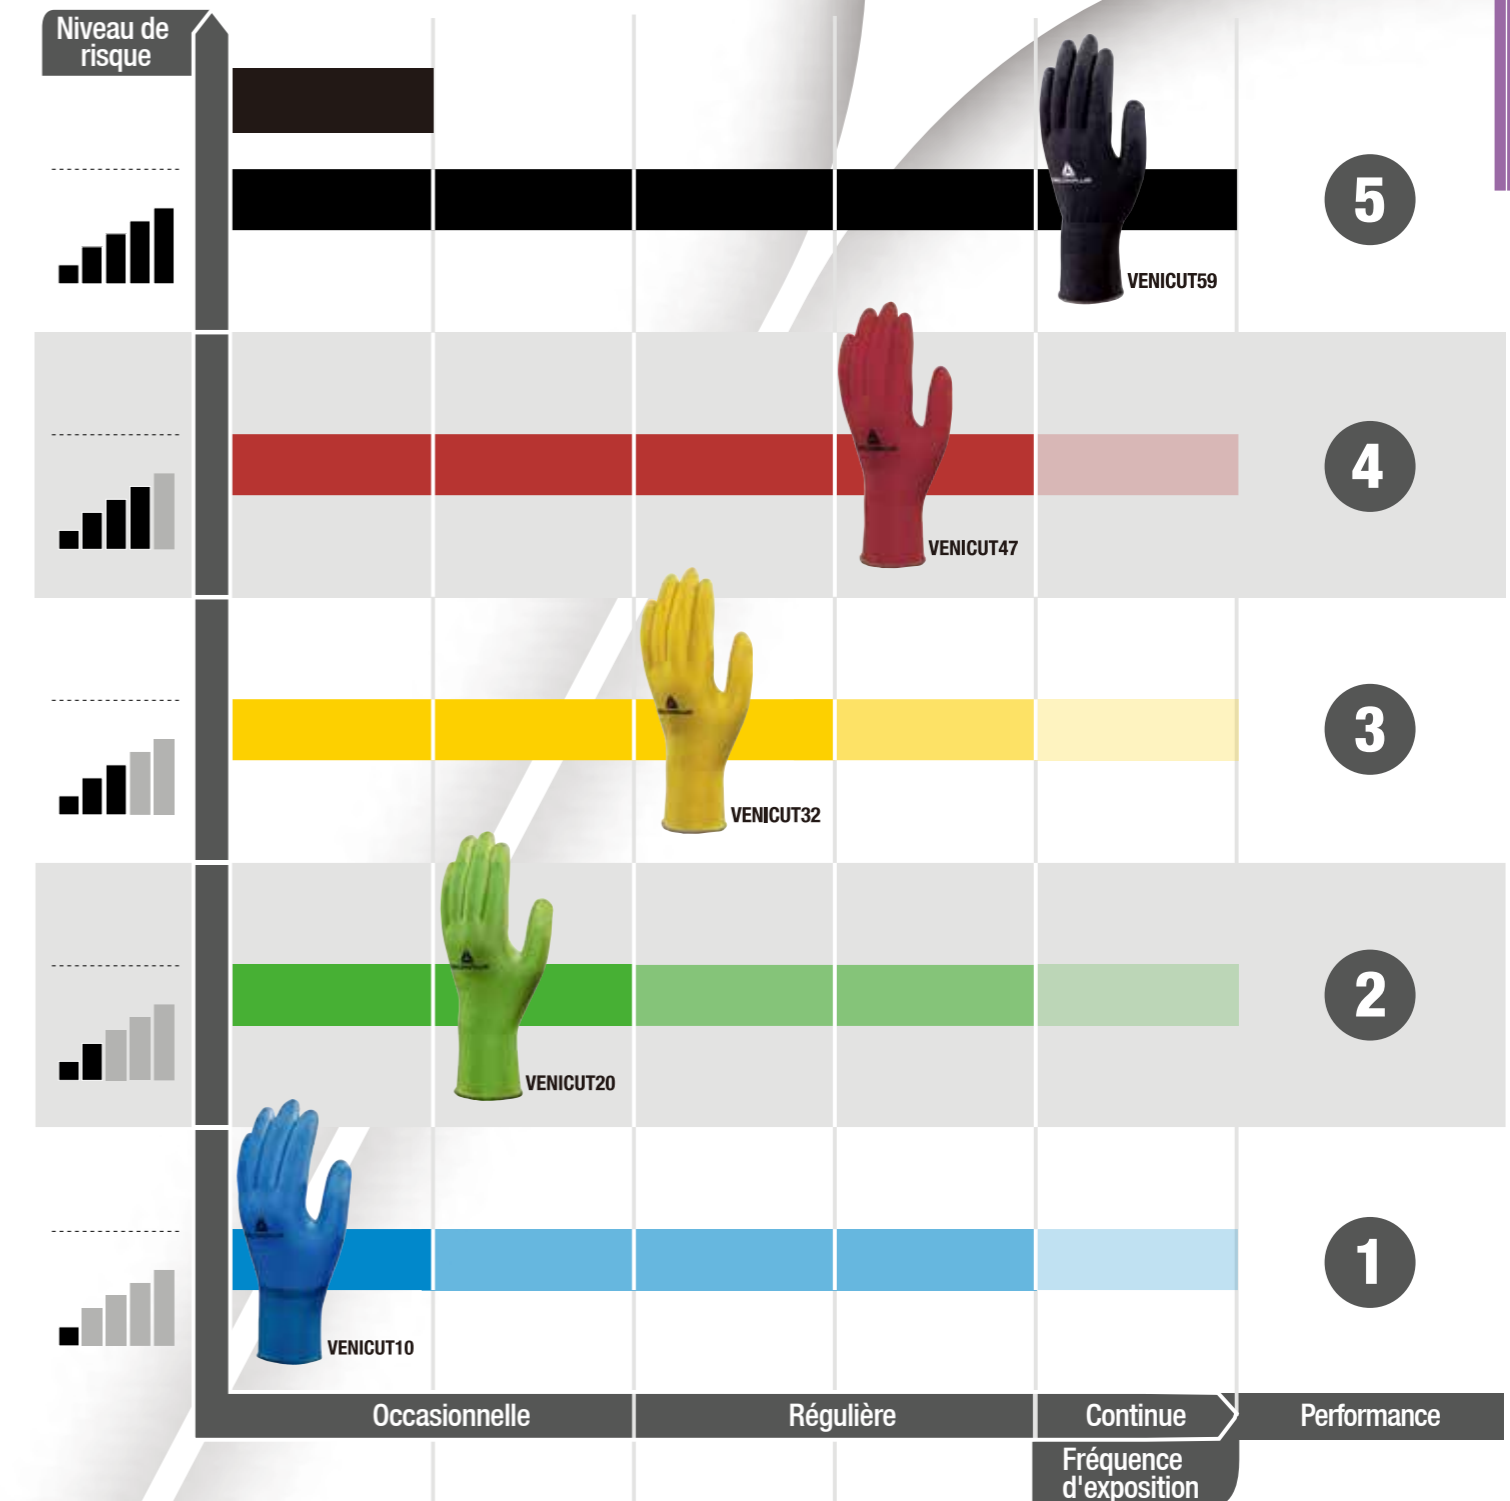 Niveau de
risque
5
VENICUT59
4
VENICUT47
3
VENICUT32
2
VENICUT20
1
VENICUT10
Occasionnelle
Régulière
Continue
Performance
Fréquence
d'exposition